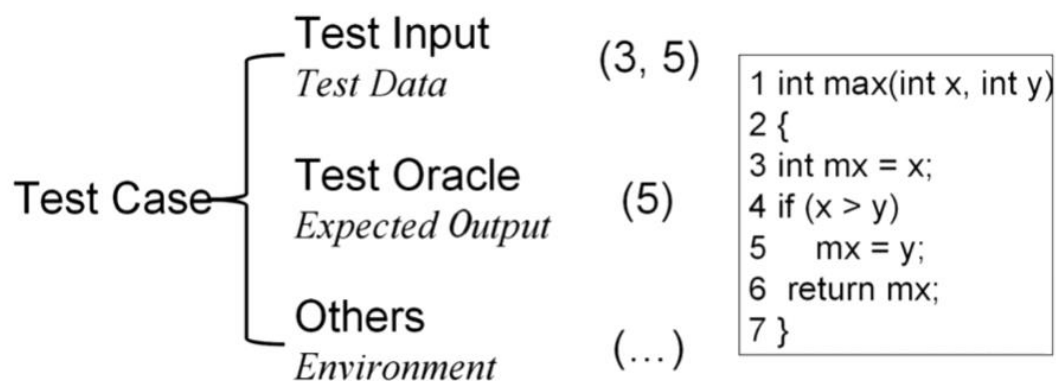 Test Case
Test Input
Test Data
(3, 5)
Test Oracle
Expected Output
(5)
Others
Environment
(...)
1 int max(int x, int y)
2 {
3 int mx = x;
4 if (x > y)
5 mx = y;
6 return mx;
7 }